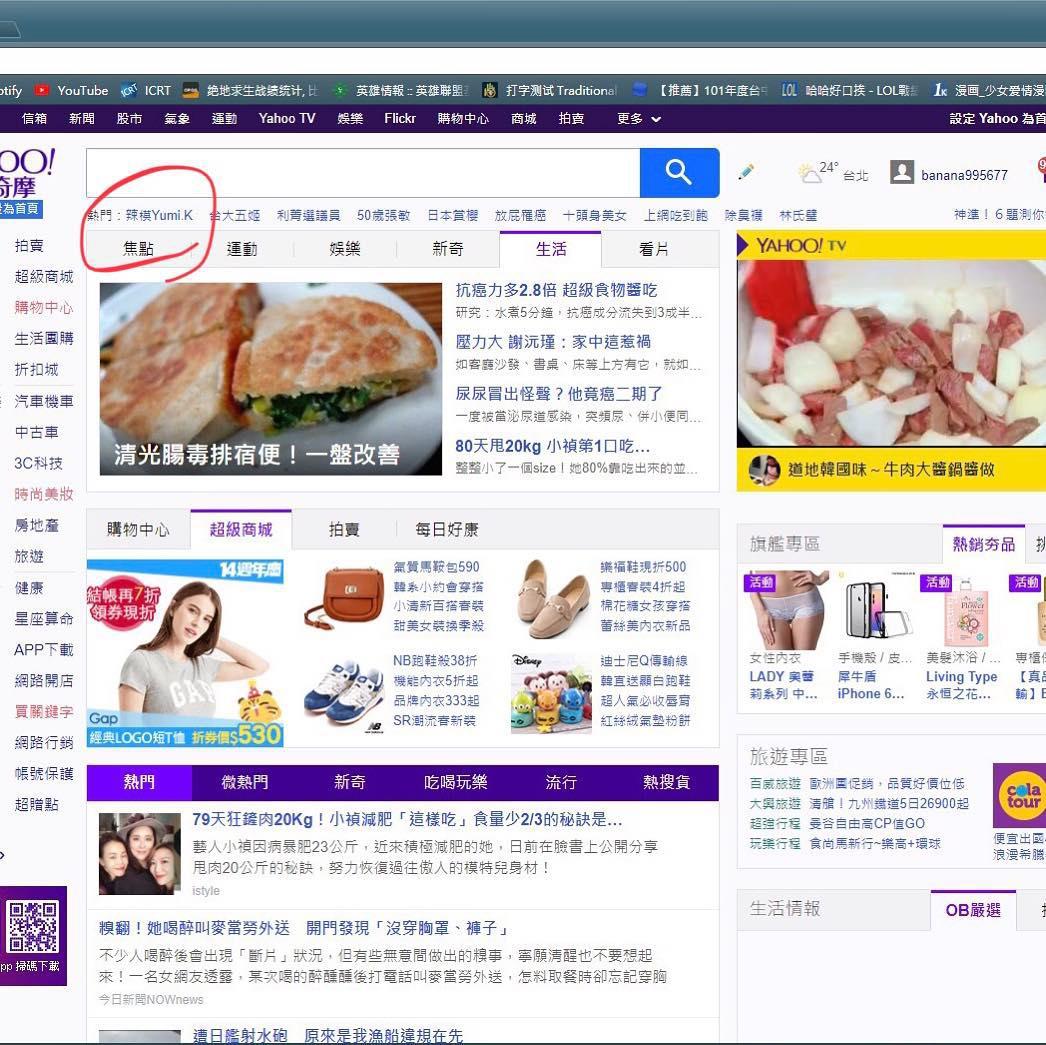 otify YouTube ICRT 絶地求生战绩统计, 比 英雄情報 :: 英雄聯盟 打字测试 Traditional 【推薦】101年度台中 哈哈好口挨 - LOL戰績 漫画_少女爱情漫
信箱 新聞 股市 氣象 運動 Yahoo TV 娛樂 Flickr 購物中心 商城 拍賣 更多 設定 Yahoo 為首
OO!
奇摩
設為首頁
24° 台北 banana995677 9
熱門：辣模Yumi.K 台大五姬 利菁選議員 50歲張敏 日本賞櫻 放屁罹癌 十頭身美女 上網吃到飽 除臭襪 林氏璧 神準！6題測你
焦點 運動 娛樂 新奇 生活 看片
拍賣
超級商城
購物中心
生活團購
折扣城
汽車機車
中古車
3C科技
時尚美妝
房地產
旅遊
健康
星座算命
APP下載
網路開店
買關鍵字
網路行銷
帳號保護
超贈點
app 掃碼下載
清光腸毒排宿便！一盤改善
抗癌力多2.8倍 超級食物醬吃
研究：水煮5分鐘，抗癌成分流失到3成半...
壓力大 謝沅瑾：家中這惹禍
如客廳沙發、書桌、床等上方有它，就如...
尿尿冒出怪聲？他竟癌二期了
一度被當泌尿道感染，突頻尿、併小便同...
80天甩20kg 小禎第1口吃...
整整小了一個size！她80%靠吃出來的並...
YAHOO! TV
道地韓國味～牛肉大醬鍋醬做
購物中心 超級商城 拍賣 每日好康
14週年慶
結帳再7折
領券現折
GAP
Gap
經典LOGO短T恤 折券價$530
氣質馬鞍包590
韓系小約會穿搭
小清新百搭春裝
甜美女裝換季殺
樂福鞋現折500
專櫃春裝4折起
棉花糖女孩穿搭
蕾絲美內衣新品
NB跑鞋殺38折
機能內衣5折起
品牌內衣333起
SR潮流春新裝
Disney
迪士尼Q傳輸線
韓直送顯白跑鞋
超人氣必收唇膏
紅絲絨氣墊粉餅
旗艦專區 熱銷夯品
活動 活動 活動
女性內衣 手機殼 / 皮... 美髮沐浴 / ... 專櫃
LADY 奧蕾 犀牛盾 Living Type 【真品
莉系列 中... iPhone 6... 永恒之花... 輸】E
旅遊專區
百威旅遊 歐洲團促銷，品質好價位低
大興旅遊 清艙！九州鐵道5日26900起
超強行程 曼谷自由高CP值GO
玩樂行程 食尚馬新行~樂高+環球
cola tour
便宜出國
浪漫希臘
生活情報 OB嚴選
熱門 微熱門 新奇 吃喝玩樂 流行 熱搜貨
79天狂鏟肉20Kg！小禎減肥「這樣吃」食量少2/3的秘訣是...
藝人小禎因病暴肥23公斤，近來積極減肥的她，日前在臉書上公開分享
甩肉20公斤的秘訣，努力恢復過往傲人的模特兒身材！
istyle
糗翻！她喝醉叫麥當勞外送 開門發現「沒穿胸罩、褲子」
不少人喝醉後會出現「斷片」狀況，但有些無意間做出的糗事，寧願清醒也不要想起
來！一名女網友透露，某次喝的醉醺醺後打電話叫麥當勞外送，怎料取餐時卻忘記穿胸
今日新聞NOWnews
遭日艦射水砲 原來是我漁船違規在先